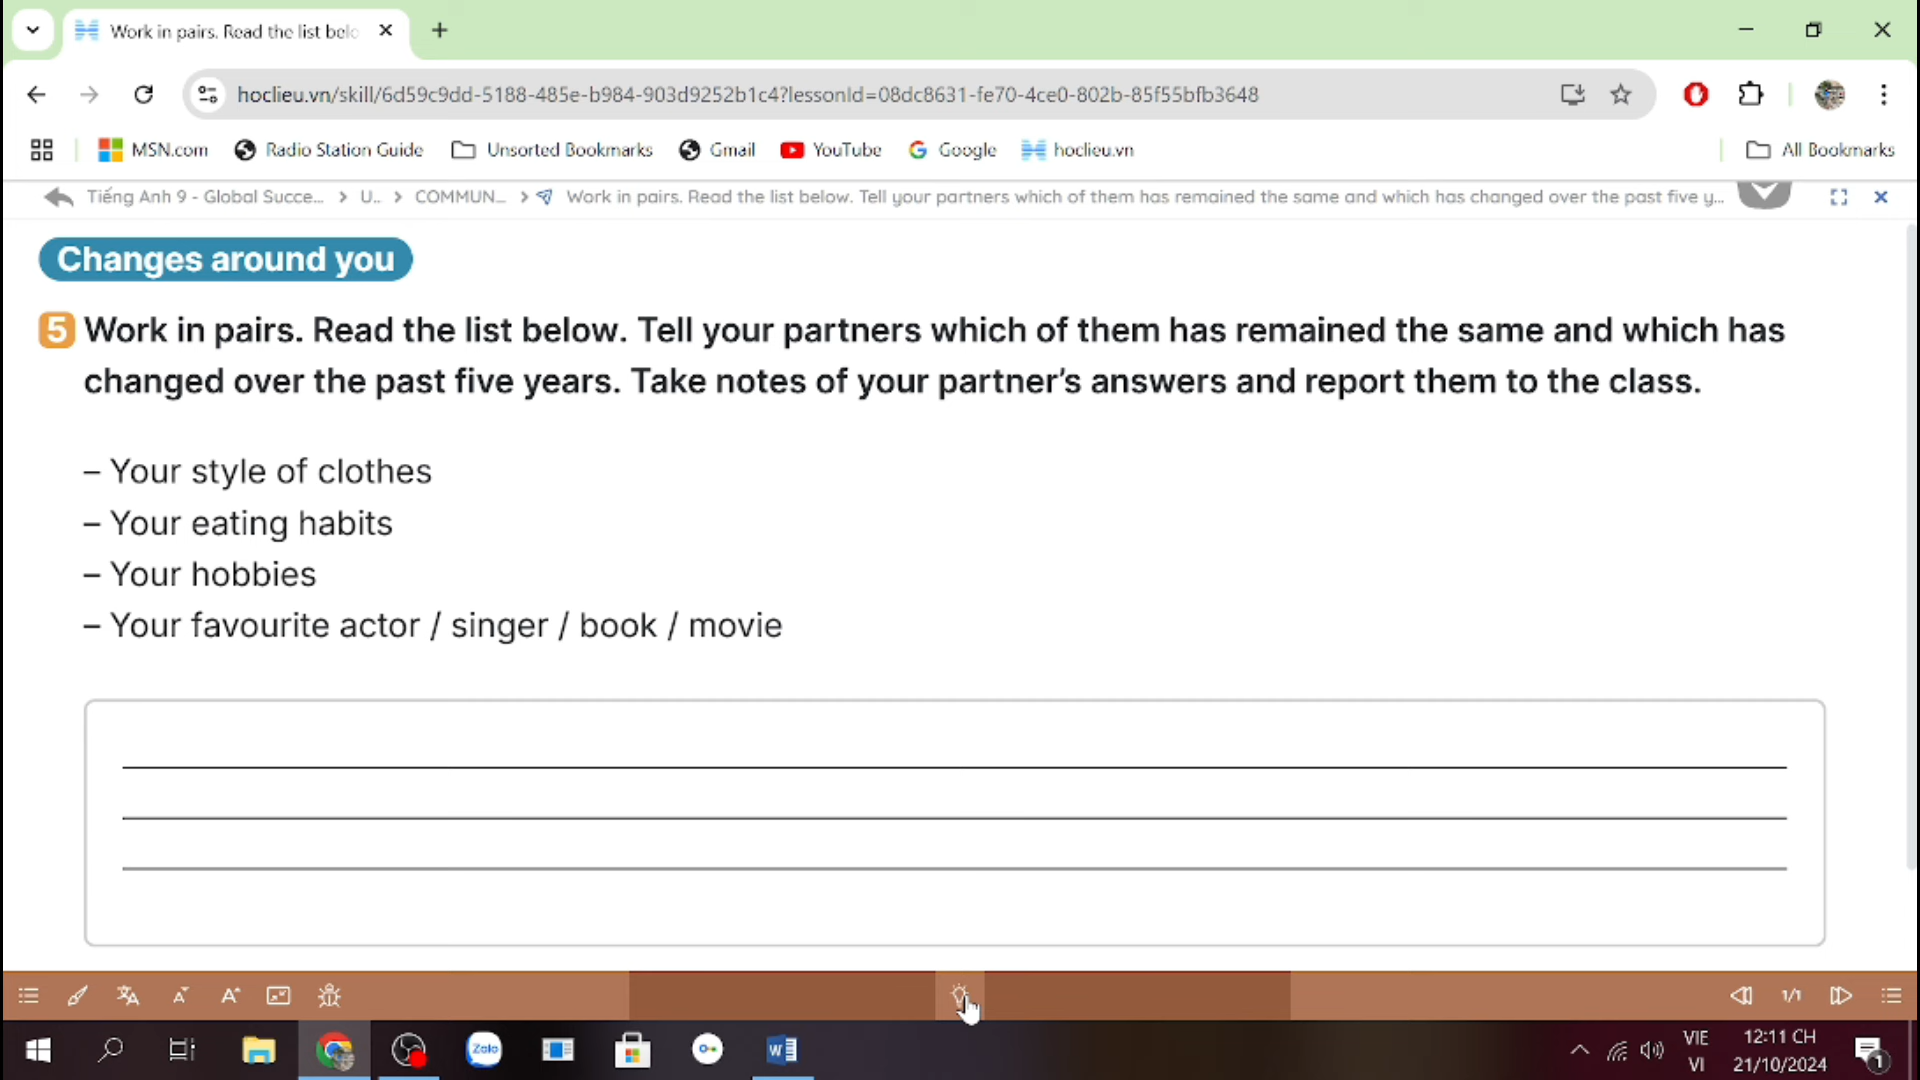 Work in pairs. Read the list belo
hoclieu.vn/skill/6d59c9dd-5188-485e-b984-903d9252b1c4?lessonId=08dc8631-fe70-4ce0-802b-85f55bfb3648
MSN.com Radio Station Guide Unsorted Bookmarks Gmail YouTube Google hoclieu.vn All Bookmarks
Tiếng Anh 9 - Global Succe... > U.. > COMMUN... > Work in pairs. Read the list below. Tell your partners which of them has remained the same and which has changed over the past five y...
Changes around you
5 Work in pairs. Read the list below. Tell your partners which of them has remained the same and which has
changed over the past five years. Take notes of your partner's answers and report them to the class.
– Your style of clothes
– Your eating habits
– Your hobbies
– Your favourite actor / singer / book / movie
1/1
Zalo
VIE 12:11 CH
VI 21/10/2024
1